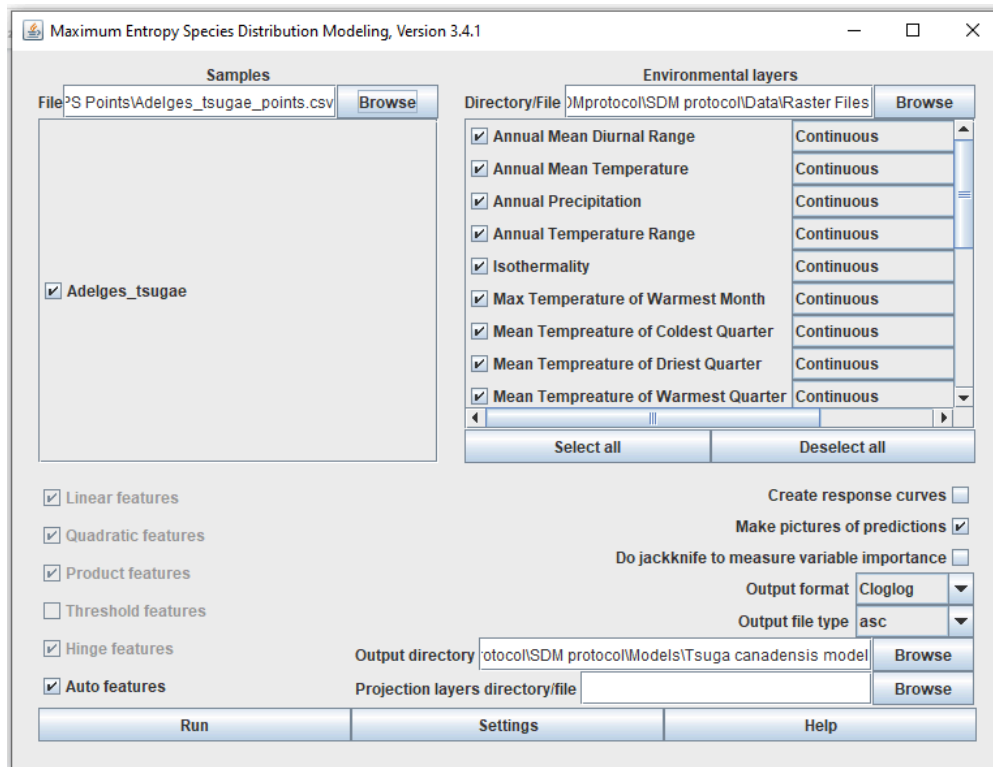 Maximum Entropy Species Distribution Modeling, Version 3.4.1
Samples
File PS Points\Adelges_tsugae_points.csv Browse
Adelges_tsugae
Environmental layers
Directory/File DMprotocol\SDM protocol\Data\Raster Files Browse
Annual Mean Diurnal Range Continuous
Annual Mean Temperature Continuous
Annual Precipitation Continuous
Annual Temperature Range Continuous
Isothermality Continuous
Max Temperature of Warmest Month Continuous
Mean Tempreature of Coldest Quarter Continuous
Mean Tempreature of Driest Quarter Continuous
Mean Tempreature of Warmest Quarter Continuous
Select all Deselect all
Linear features
Quadratic features
Product features
Threshold features
Hinge features
Auto features
Create response curves
Make pictures of predictions
Do jackknife to measure variable importance
Output format Cloglog
Output file type asc
Output directory rotocol\SDM protocol\Models\Tsuga canadensis model Browse
Projection layers directory/file Browse
Run Settings Help